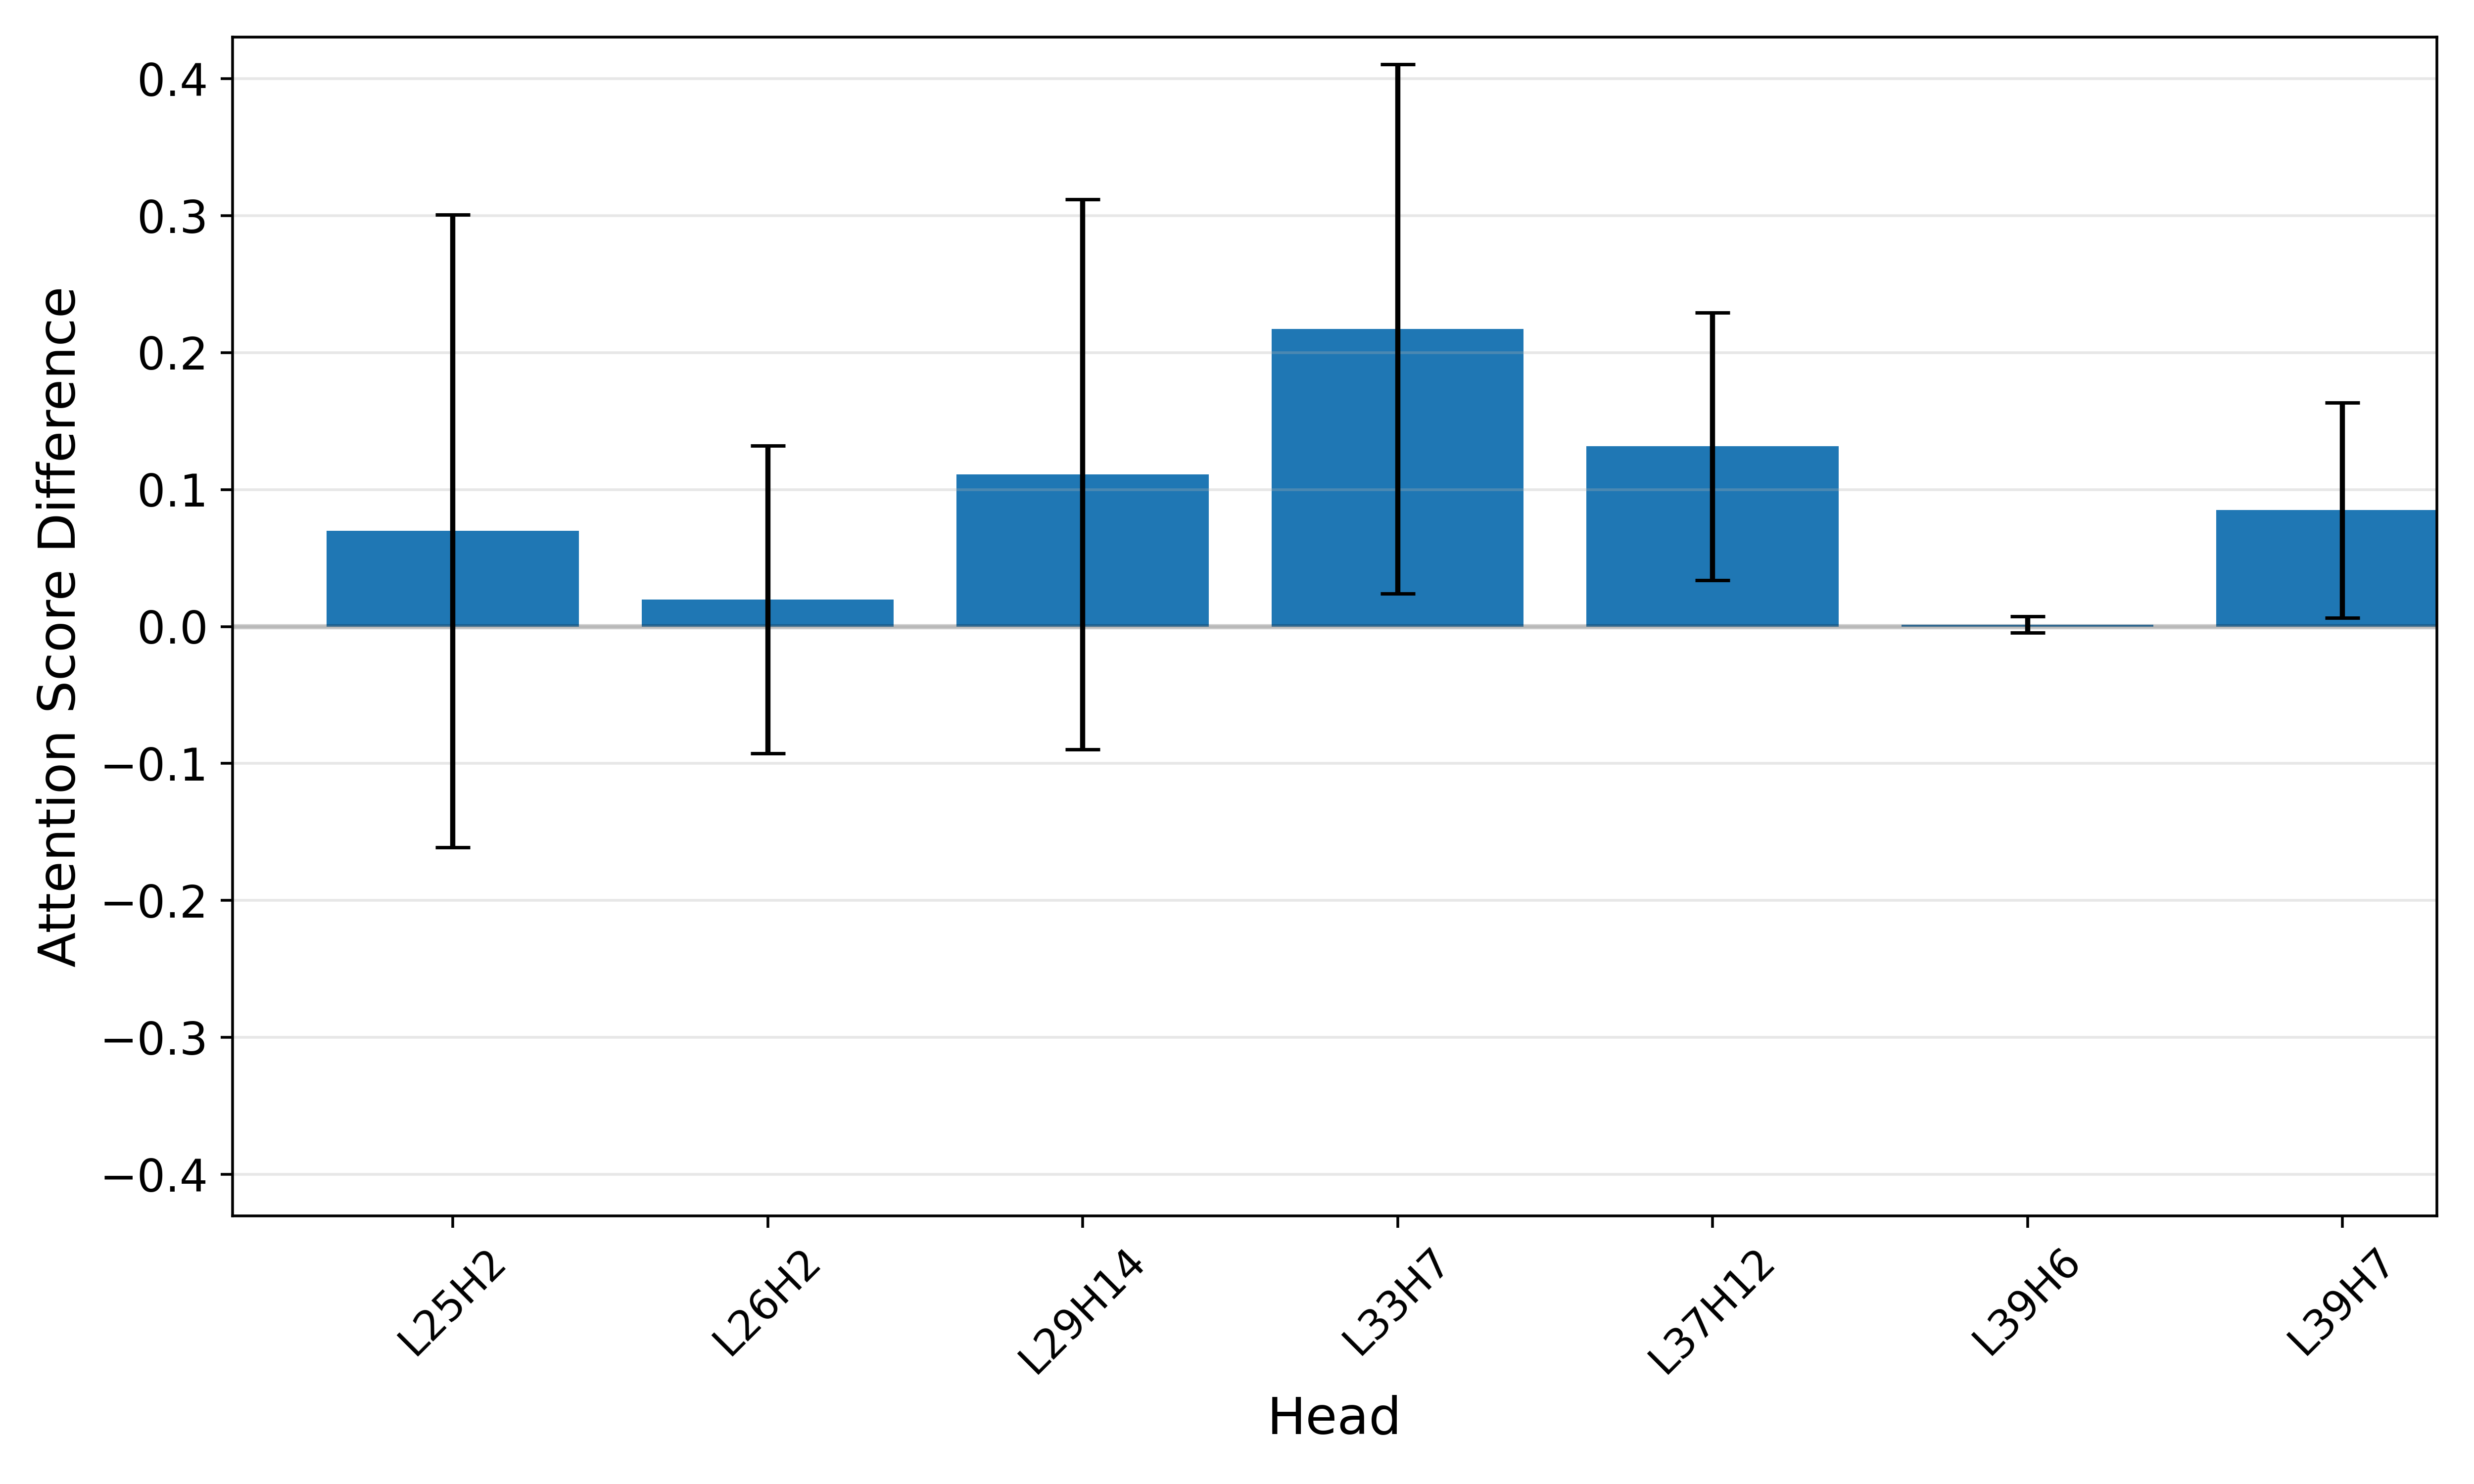 0.4
0.3
0.2
0.1
0.0
−0.1
−0.2
−0.3
−0.4
Attention Score Difference
L25H2
L26H2
L29H14
L33H7
L37H12
L39H6
L39H7
Head